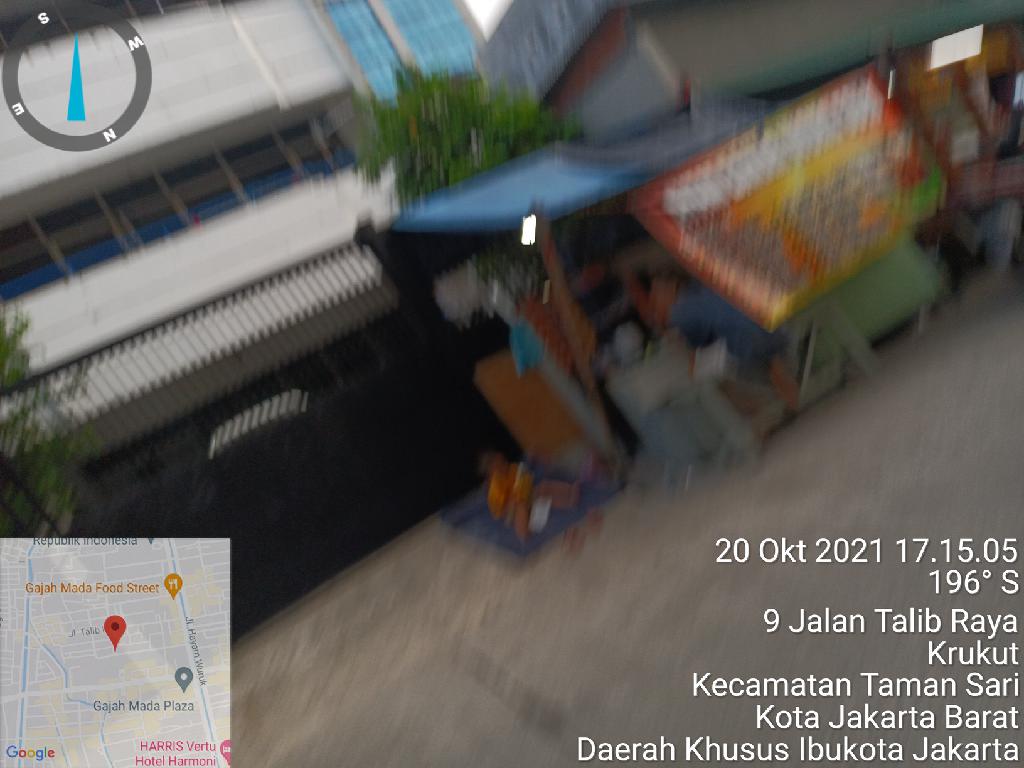 S
W
E
N
Republik Indonesia
Gajah Mada Food Street
Jl. Talib
Jl. Hayam Wuruk
Gajah Mada Plaza
HARRIS Vertu
Hotel Harmoni
Google
20 Okt 2021 17.15.05
196° S
9 Jalan Talib Raya
Krukut
Kecamatan Taman Sari
Kota Jakarta Barat
Daerah Khusus Ibukota Jakarta